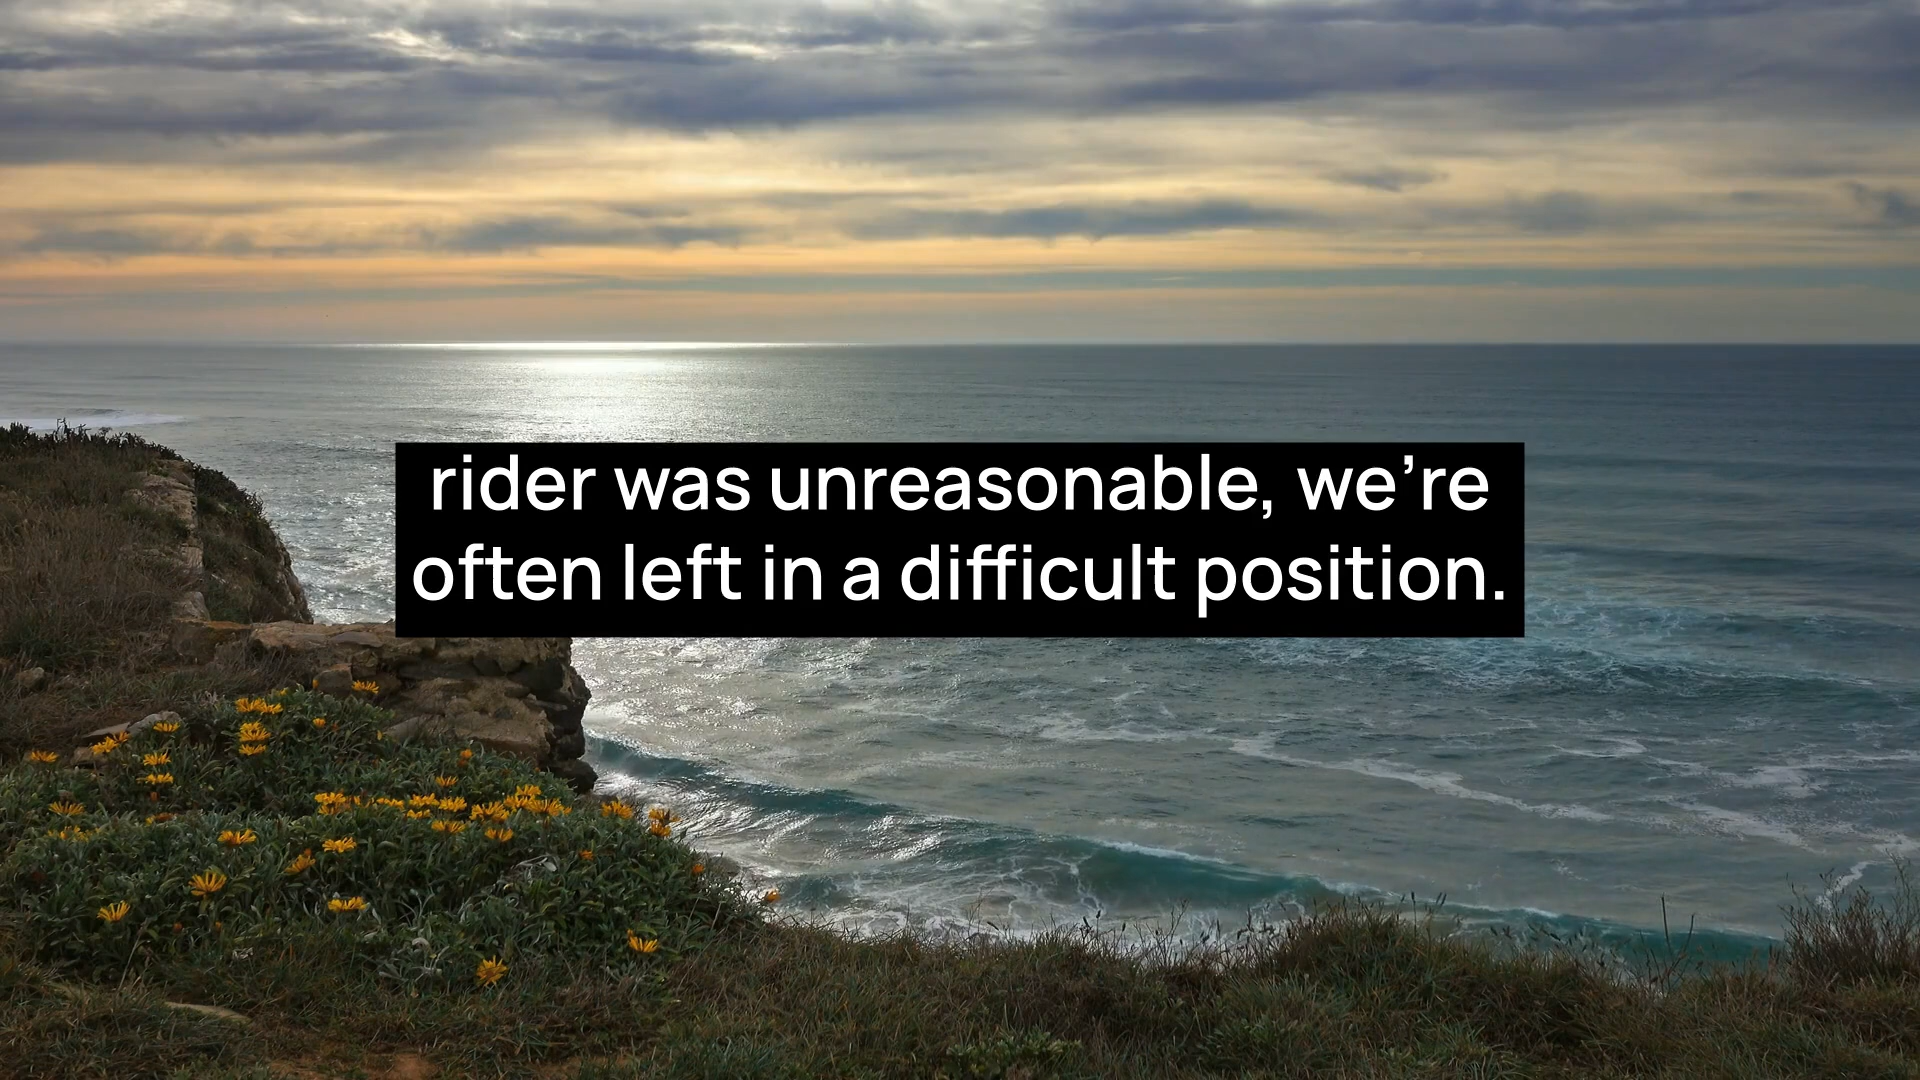 rider was unreasonable, we’re
often left in a difficult position.